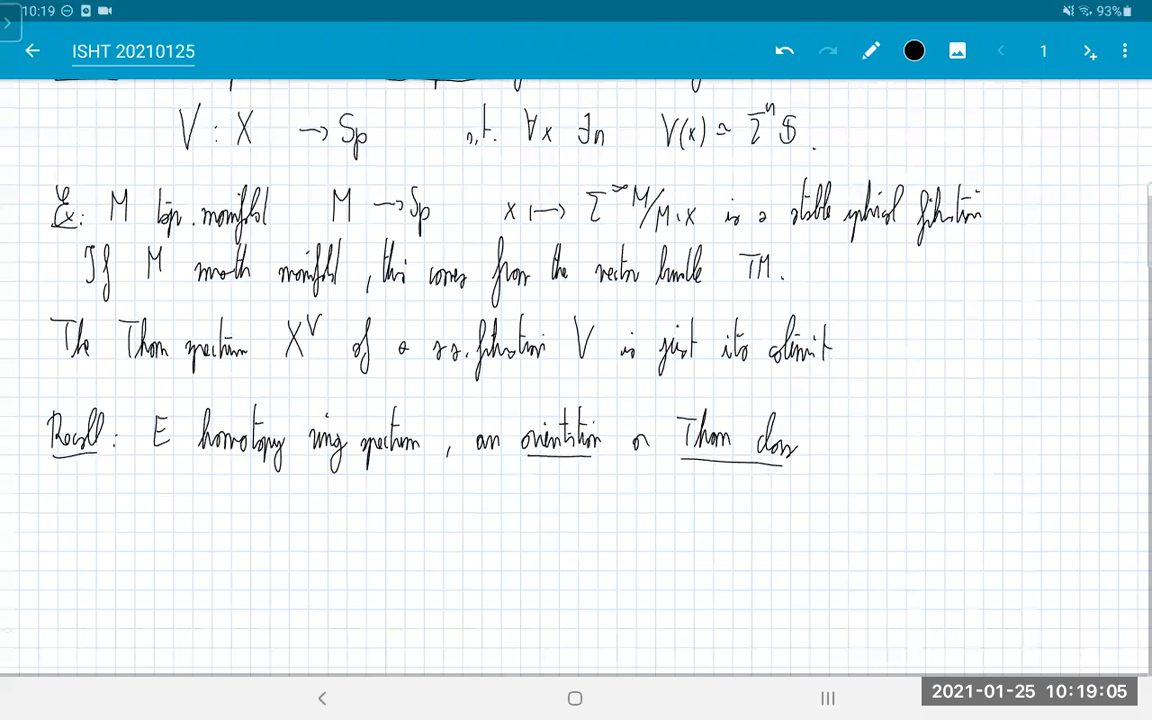 10:19
93%
ISHT 20210125
1
V : X → Sp s.t. ∀x ∃n V(x) ≃ Σⁿ 𝕊.
Ex: M top. manifold M → Sp x ↦ Σ^∞ M/M∖x is a stable spherical fibration
If M smooth manifold, this comes from the vector bundle TM.
The Thom spectrum X^V of a ss. fibration V is just its colimit
Recall: E homotopy ring spectrum, an orientation or Thom class
2021-01-25 10:19:05